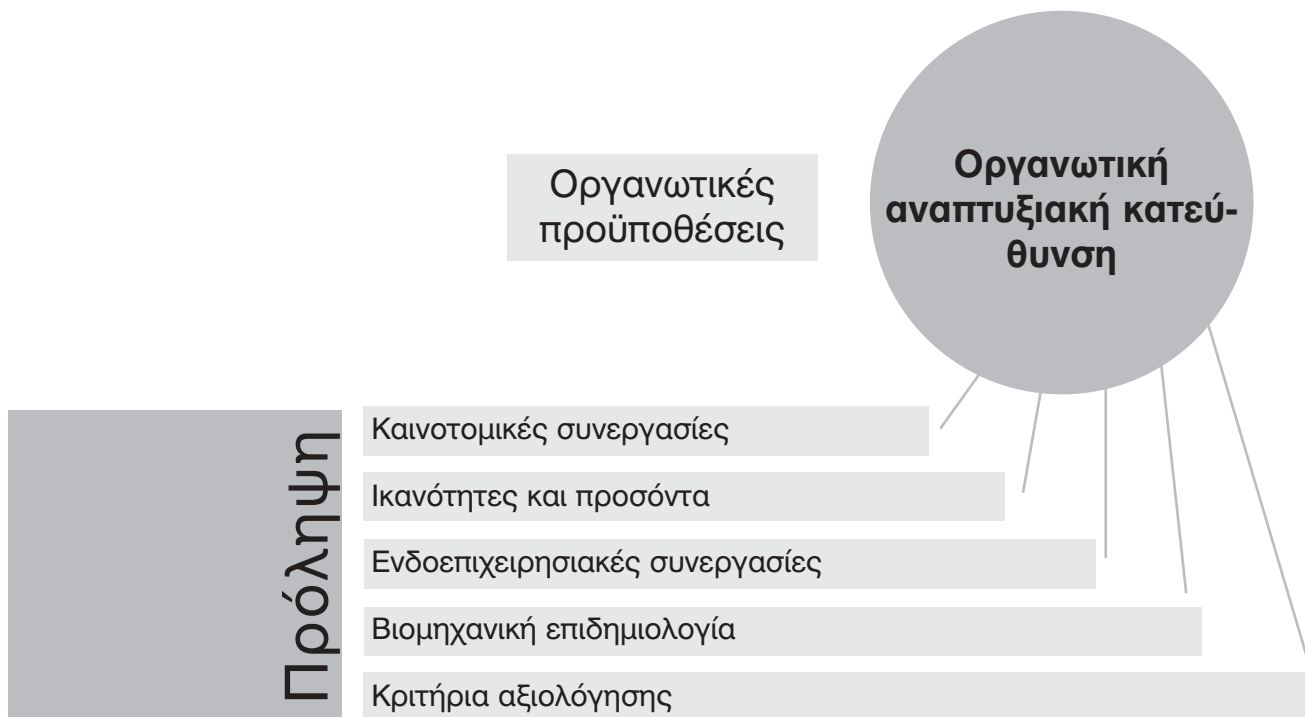 Οργανωτικές
προϋποθέσεις
Οργανωτική
αναπτυξιακή κατεύ-
θυνση
Πρόληψη
Καινοτομικές συνεργασίες
Ικανότητες και προσόντα
Ενδοεπιχειρησιακές συνεργασίες
Βιομηχανική επιδημιολογία
Κριτήρια αξιολόγησης